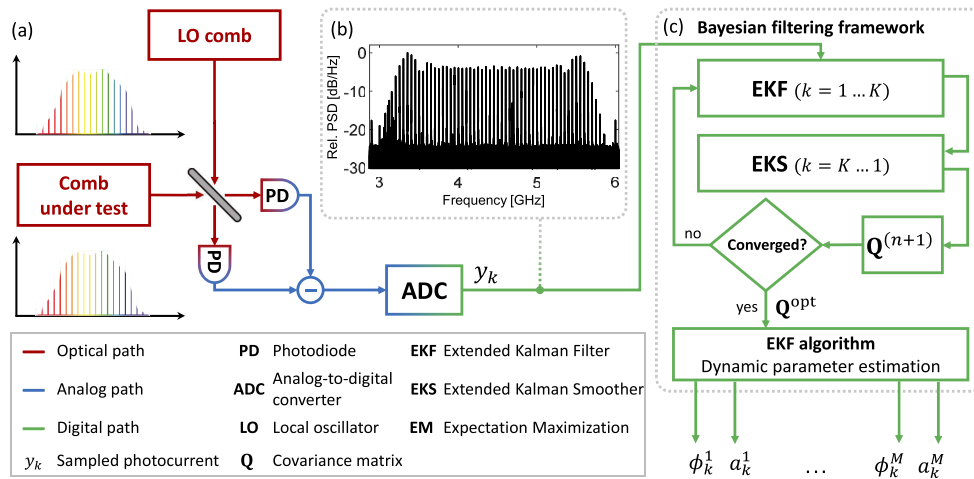 (a)
LO comb
Comb
under test
PD
PD
−
ADC
y_k
(b)
Rel. PSD [dB/Hz]
0
-10
-20
-30
3
4
5
6
Frequency [GHz]
(c)
Bayesian filtering framework
EKF (k = 1 … K)
EKS (k = K … 1)
Converged?
no
Q^(n+1)
yes
Q^opt
EKF algorithm
Dynamic parameter estimation
ϕ_k^1 a_k^1 … ϕ_k^M a_k^M
Optical path
PD Photodiode
EKF Extended Kalman Filter
Analog path
ADC Analog-to-digital
converter
EKS Extended Kalman Smoother
Digital path
LO Local oscillator
EM Expectation Maximization
y_k Sampled photocurrent
Q Covariance matrix